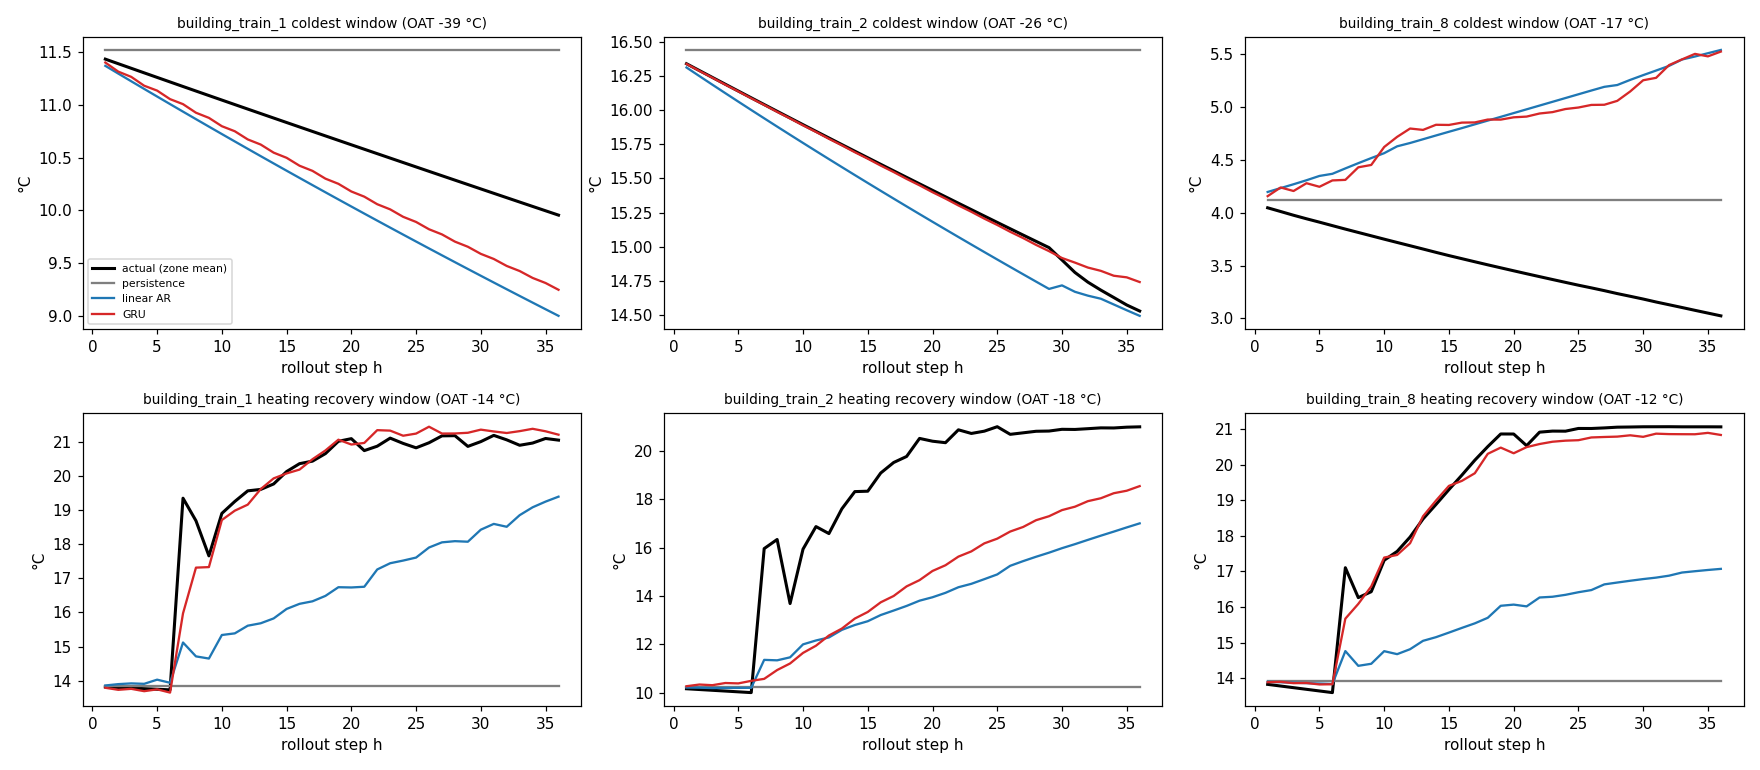 building_train_1 coldest window (OAT -39 °C)
°C
11.5
11.0
10.5
10.0
9.5
9.0
actual (zone mean)
persistence
linear AR
GRU
0 5 10 15 20 25 30 35
rollout step h
building_train_2 coldest window (OAT -26 °C)
°C
16.50
16.25
16.00
15.75
15.50
15.25
15.00
14.75
14.50
0 5 10 15 20 25 30 35
rollout step h
building_train_8 coldest window (OAT -17 °C)
°C
5.5
5.0
4.5
4.0
3.5
3.0
0 5 10 15 20 25 30 35
rollout step h
building_train_1 heating recovery window (OAT -14 °C)
°C
21
20
19
18
17
16
15
14
0 5 10 15 20 25 30 35
rollout step h
building_train_2 heating recovery window (OAT -18 °C)
°C
20
18
16
14
12
10
0 5 10 15 20 25 30 35
rollout step h
building_train_8 heating recovery window (OAT -12 °C)
°C
21
20
19
18
17
16
15
14
0 5 10 15 20 25 30 35
rollout step h